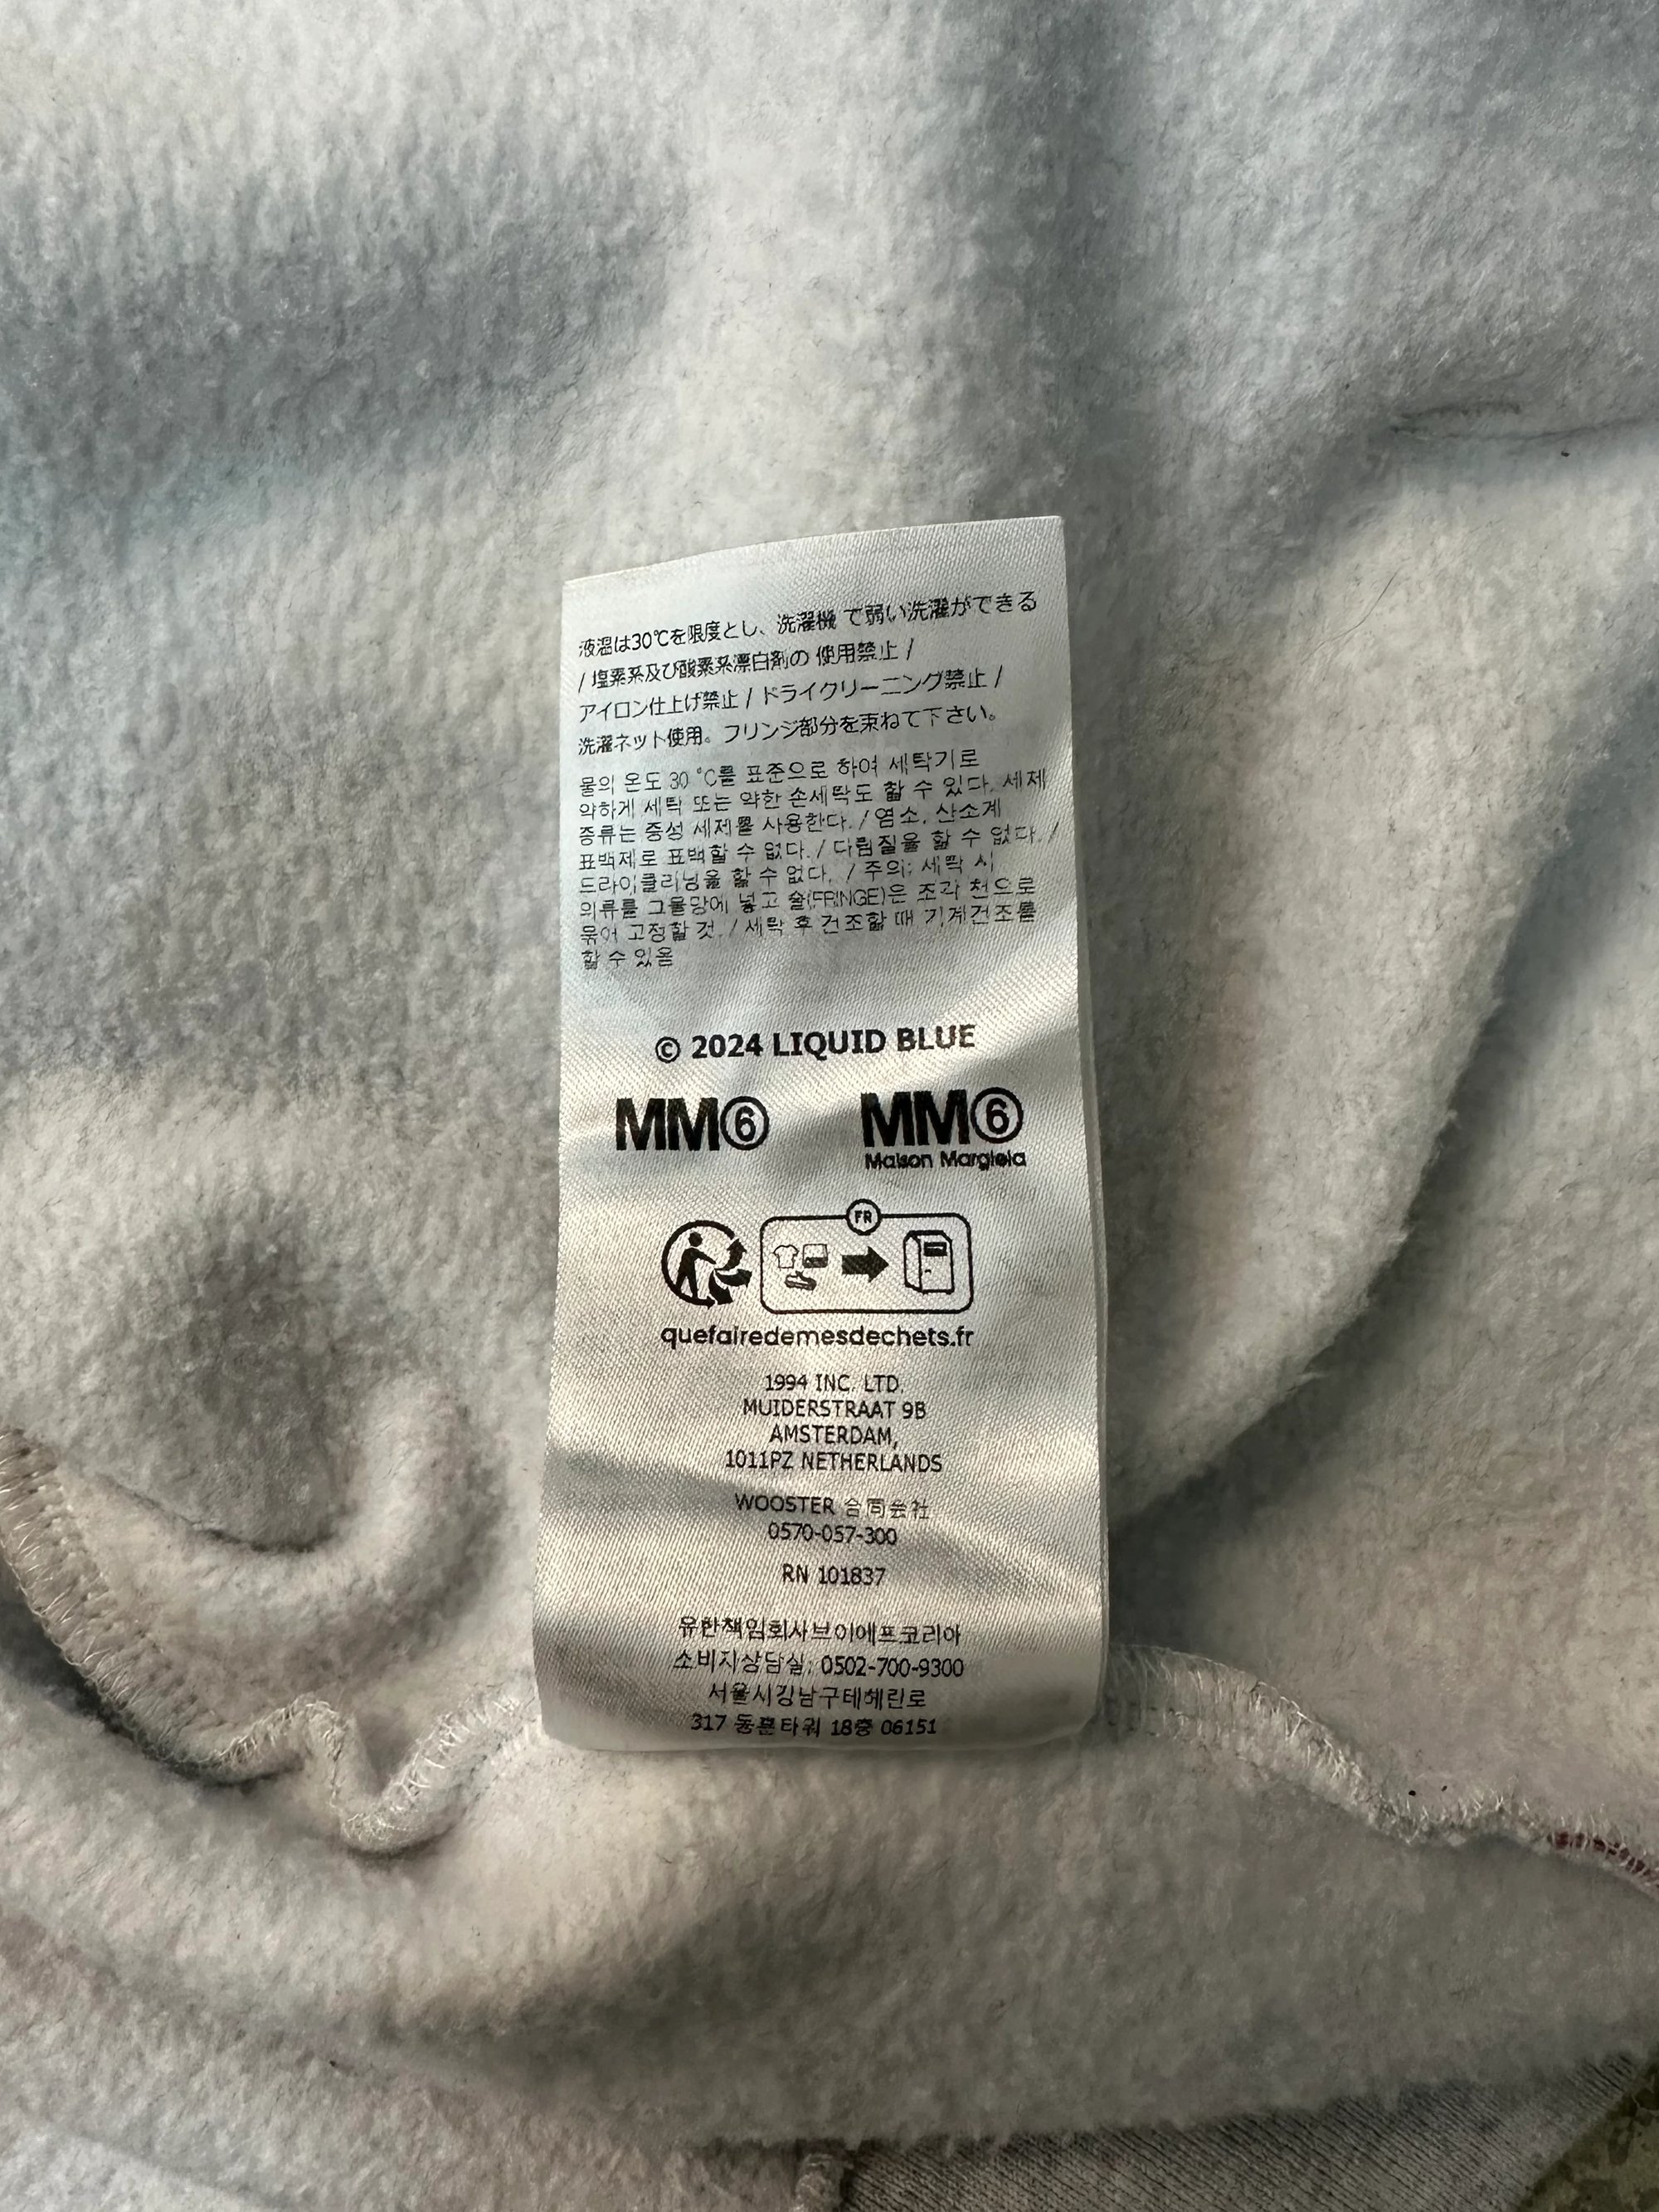 液温は30℃を限度とし、洗濯機 で弱い洗濯ができる
/ 塩素系及び酸素系漂白剤の 使用禁止 /
アイロン仕上げ禁止 / ドライクリーニング禁止 /
洗濯ネット使用。フリンジ部分を束ねて下さい。
물의 온도 30 °C를 표준으로 하여 세탁기로
약하게 세탁 또는 약한 손세탁도 할 수 있다. 세제
종류는 중성 세제를 사용한다. / 염소, 산소계
표백제로 표백할 수 없다. / 다림질을 할 수 없다. /
드라이클리닝을 할 수 없다. / 주의: 세탁 시
의류를 그물망에 넣고 술(FRINGE)은 조각 천으로
묶어 고정할 것. / 세탁 후 건조할 때 기계건조를
할 수 있음
© 2024 LIQUID BLUE
MM⑥ MM⑥
Maison Margiela
FR
quefairedemesdechets.fr
1994 INC. LTD.
MUIDERSTRAAT 9B
AMSTERDAM,
1011PZ NETHERLANDS
WOOSTER 合同会社
0570-057-300
RN 101837
유한책임회사브이에프코리아
소비자상담실: 0502-700-9300
서울시강남구테헤란로
317 동훈타워 18층 06151